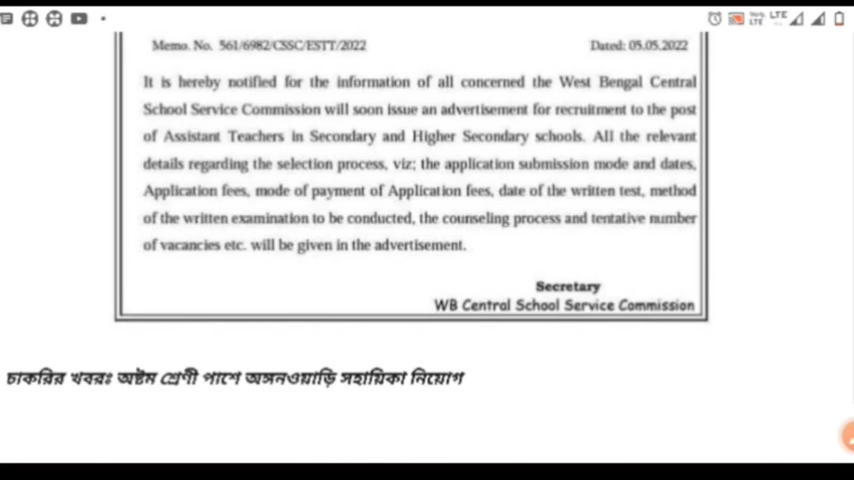 Memo. No. 561/6982/CSSC/ESTT/2022 Dated: 05.05.2022
It is hereby notified for the information of all concerned the West Bengal Central
School Service Commission will soon issue an advertisement for recruitment to the post
of Assistant Teachers in Secondary and Higher Secondary schools. All the relevant
details regarding the selection process, viz; the application submission mode and dates,
Application fees, mode of payment of Application fees, date of the written test, method
of the written examination to be conducted, the counseling process and tentative number
of vacancies etc. will be given in the advertisement.
Secretary
WB Central School Service Commission
চাকরির খবরঃ অষ্টম শ্রেণী পাশে অঙ্গনওয়াড়ি সহায়িকা নিয়োগ